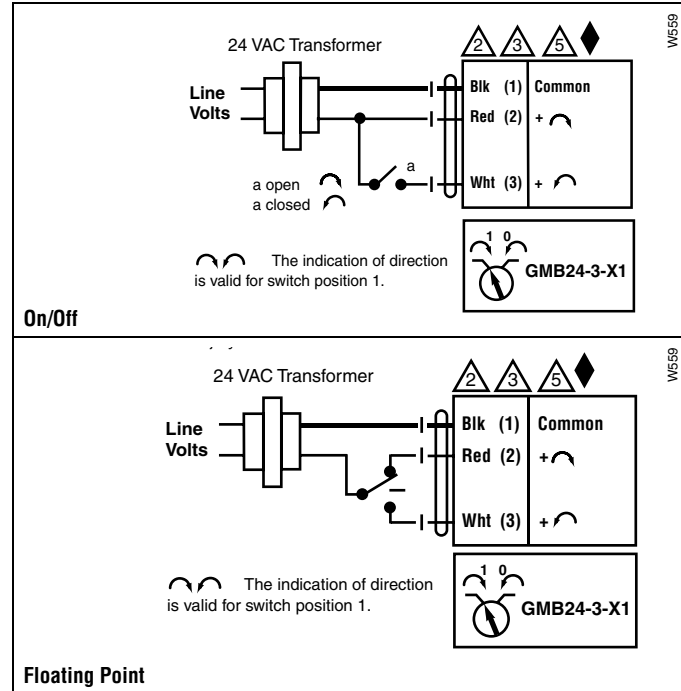 W559
24 VAC Transformer
2 3 5
Line
Volts
Blk (1) Common
Red (2) +
a
Wht (3) +
a open
a closed
The indication of direction
is valid for switch position 1.
1 0
GMB24-3-X1
On/Off
W559
24 VAC Transformer
2 3 5
Line
Volts
Blk (1) Common
Red (2) +
Wht (3) +
The indication of direction
is valid for switch position 1.
1 0
GMB24-3-X1
Floating Point